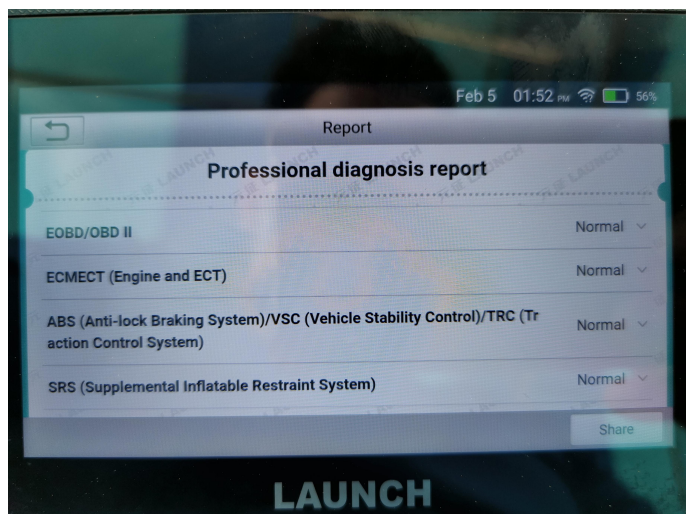 Feb 5 01:52 PM 56%
Report
Professional diagnosis report
EOBD/OBD II
Normal
ECMECT (Engine and ECT)
Normal
ABS (Anti-lock Braking System)/VSC (Vehicle Stability Control)/TRC (Tr
action Control System)
Normal
SRS (Supplemental Inflatable Restraint System)
Normal
Share
LAUNCH